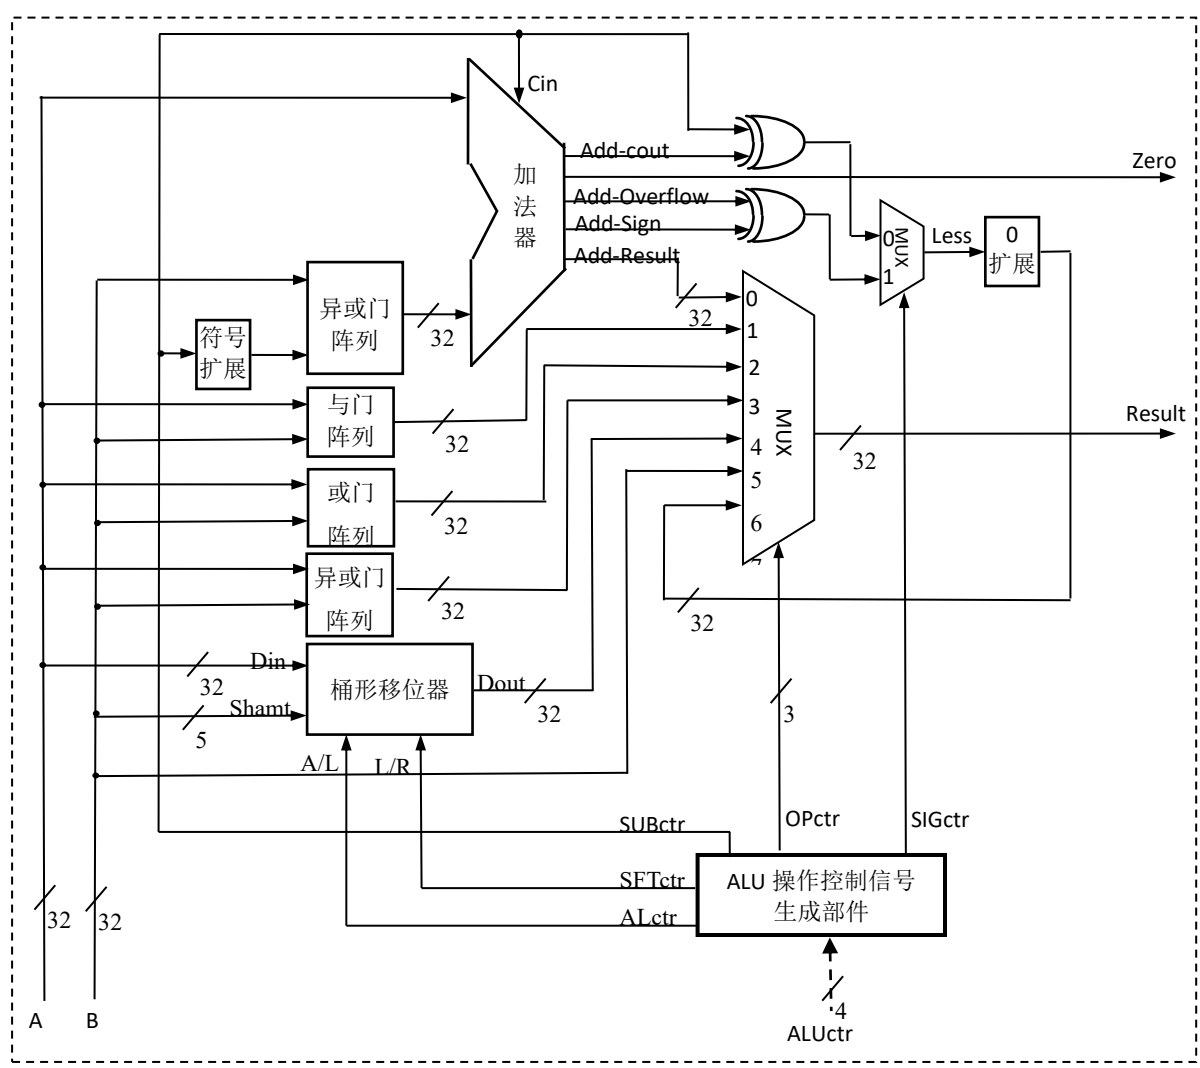 Cin
Add-cout
Zero
加
法
器
Add-Overflow
Add-Sign
Add-Result
0
1
MUX
Less
0
扩展
异或门
阵列
32
符号
扩展
32
0
1
2
3
4
5
6
MUX
与门
阵列
32
Result
32
或门
阵列
32
异或门
阵列
32
32
Din
32
桶形移位器
Dout
32
Shamt
5
3
A/L
L/R
SUBctr
OPctr
SIGctr
SFTctr
ALctr
ALU 操作控制信号
生成部件
32
32
4
A
B
ALUctr